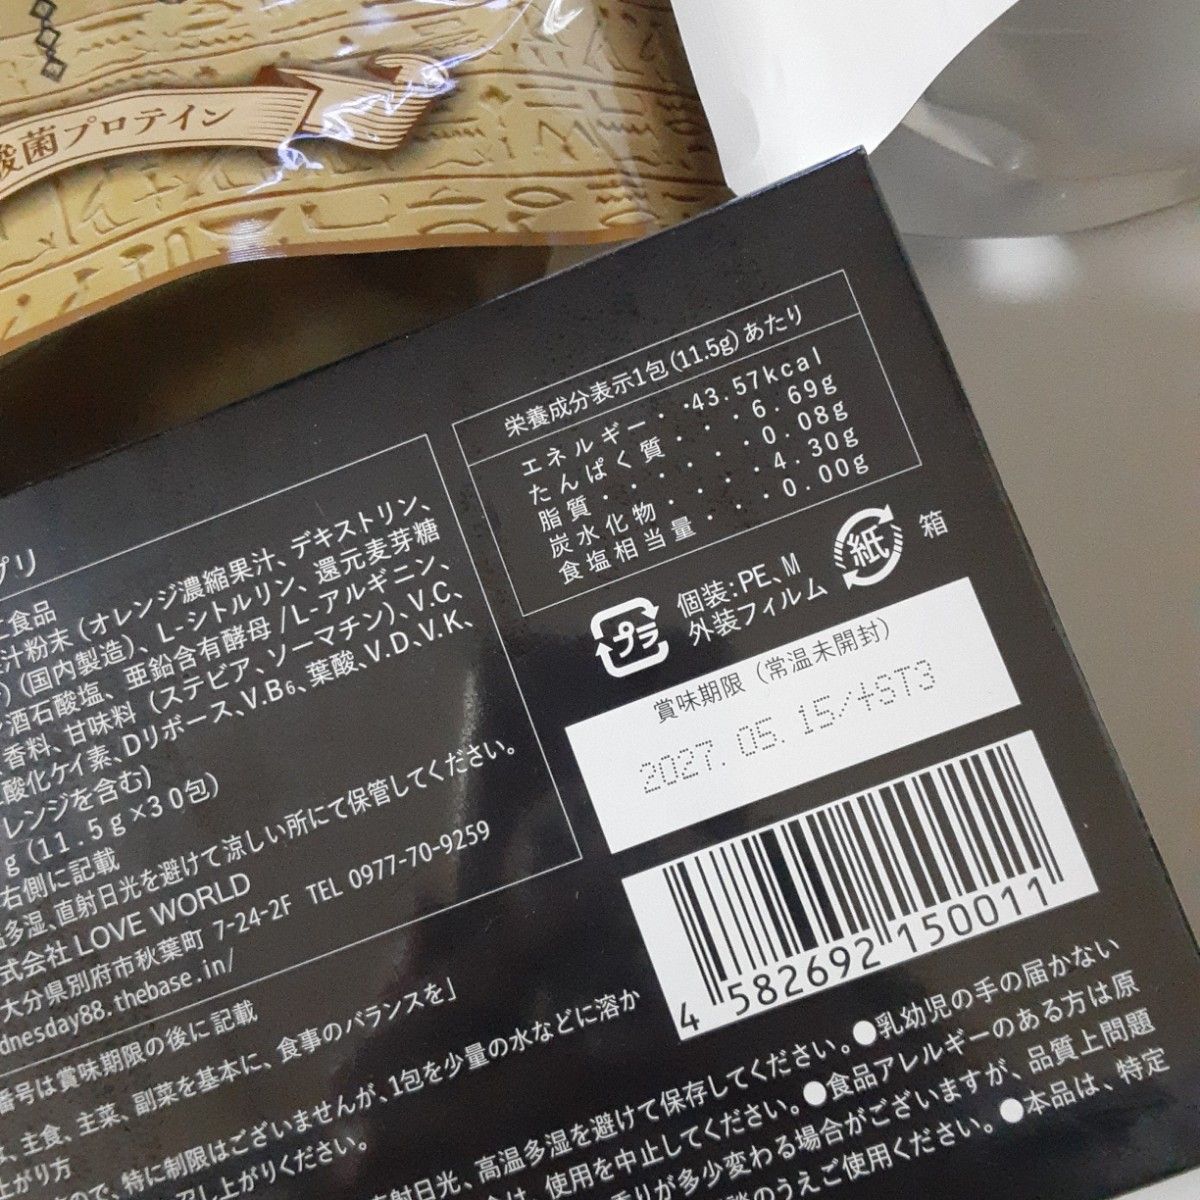 酸菌プロテイン
栄養成分表示1包(11.5g)あたり
エネルギー・・43.57kcal
たんぱく質・・・6.69g
脂質・・・・・・0.08g
炭水化物・・・・4.30g
食塩相当量・・・0.00g
プラ
個装:PE、M
外装フィルム
紙
箱
賞味期限(常温未開封)
2027.05.15/+ST3
4 582692 150011
プリ
食品
汁粉末(オレンジ濃縮果汁、デキストリン、
(国内製造)、L-シトルリン、還元麦芽糖
酒石酸塩、亜鉛含有酵母/L-アルギニン、
香料、甘味料(ステビア、ソーマチン)、V.C、
酸化ケイ素、Dリボース、V.B6、葉酸、V.D、V.K、
レンジを含む)
g(11.5g×30包)
右側に記載
多湿、直射日光を避けて涼しい所にて保管してください。
式会社 LOVE WORLD
大分県別府市秋葉町 7-24-2F TEL 0977-70-9259
dnesday88.thebase.in/
番号は賞味期限の後に記載
は、主食、主菜、副菜を基本に、食事のバランスを」
上がり方
ので、特に制限はございませんが、1包を少量の水などに溶か
召し上がりください。
直射日光、高温多湿を避けて保存してください。●乳幼児の手の届かない
は、使用を中止してください。●食品アレルギーのある方は原
香りが多少変わる場合がございますが、品質上問題
のうえご使用ください。●本品は、特定